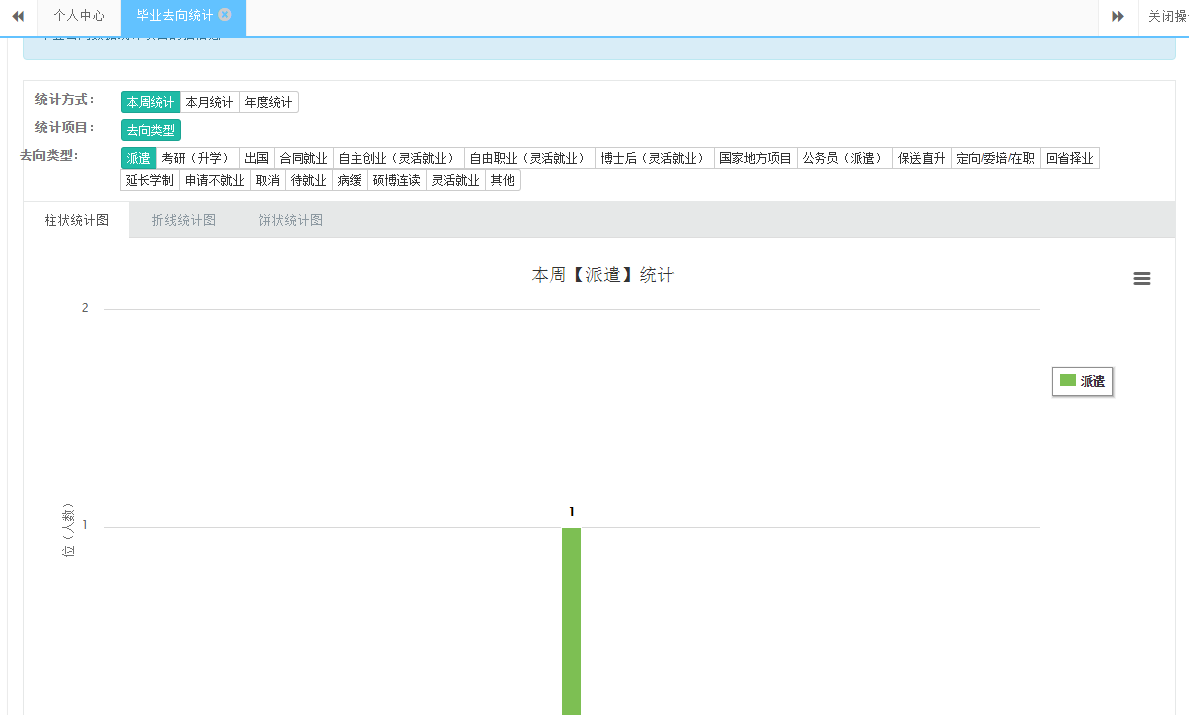 个人中心 毕业去向统计 关闭操
统计方式： 本周统计 本月统计 年度统计
统计项目： 去向类型
去向类型： 派遣 考研（升学） 出国 合同就业 自主创业（灵活就业） 自由职业（灵活就业） 博士后（灵活就业） 国家地方项目 公务员（派遣） 保送直升 定向/委培/在职 回省择业
延长学制 申请不就业 取消 待就业 病缓 硕博连读 灵活就业 其他
柱状统计图 折线统计图 饼状统计图
本周【派遣】统计
2
派遣
1
位（人数）
1